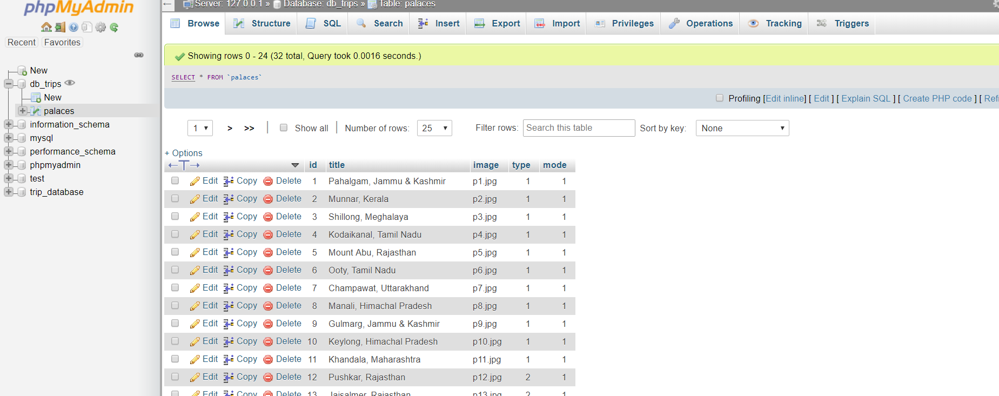 phpMyAdmin
← Server: 127.0.0.1 » Database: db_trips » Table: palaces
Browse Structure SQL Search Insert Export Import Privileges Operations Tracking Triggers
Recent Favorites
New
db_trips
New
palaces
information_schema
mysql
performance_schema
phpmyadmin
test
trip_database
Showing rows 0 - 24 (32 total, Query took 0.0016 seconds.)
SELECT * FROM `palaces`
Profiling [Edit inline] [ Edit ] [ Explain SQL ] [ Create PHP code ] [ Refr
1 > >> Show all Number of rows: 25 Filter rows: Search this table Sort by key: None
+ Options
←T→ id title image type mode
Edit Copy Delete 1 Pahalgam, Jammu & Kashmir p1.jpg 1 1
Edit Copy Delete 2 Munnar, Kerala p2.jpg 1 1
Edit Copy Delete 3 Shillong, Meghalaya p3.jpg 1 1
Edit Copy Delete 4 Kodaikanal, Tamil Nadu p4.jpg 1 1
Edit Copy Delete 5 Mount Abu, Rajasthan p5.jpg 1 1
Edit Copy Delete 6 Ooty, Tamil Nadu p6.jpg 1 1
Edit Copy Delete 7 Champawat, Uttarakhand p7.jpg 1 1
Edit Copy Delete 8 Manali, Himachal Pradesh p8.jpg 1 1
Edit Copy Delete 9 Gulmarg, Jammu & Kashmir p9.jpg 1 1
Edit Copy Delete 10 Keylong, Himachal Pradesh p10.jpg 1 1
Edit Copy Delete 11 Khandala, Maharashtra p11.jpg 1 1
Edit Copy Delete 12 Pushkar, Rajasthan p12.jpg 2 1
Edit Copy Delete 13 Jaisalmer, Rajasthan p13.jpg 2 1